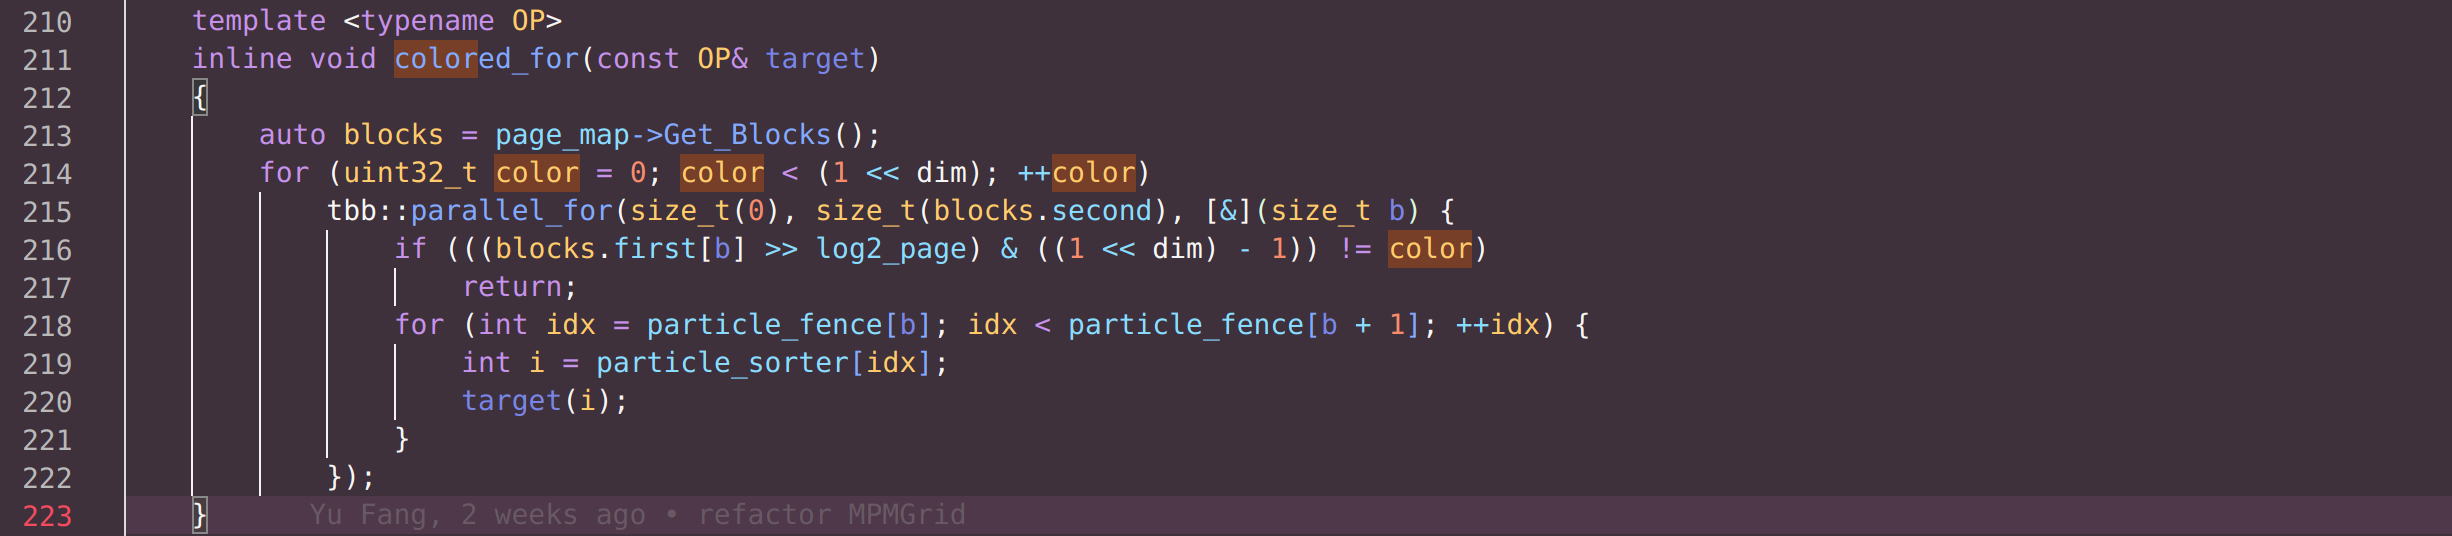 210 template <typename OP>
211 inline void colored_for(const OP& target)
212 {
213 auto blocks = page_map->Get_Blocks();
214 for (uint32_t color = 0; color < (1 << dim); ++color)
215 tbb::parallel_for(size_t(0), size_t(blocks.second), [&](size_t b) {
216 if (((blocks.first[b] >> log2_page) & ((1 << dim) - 1)) != color)
217 return;
218 for (int idx = particle_fence[b]; idx < particle_fence[b + 1]; ++idx) {
219 int i = particle_sorter[idx];
220 target(i);
221 }
222 });
223 } Yu Fang, 2 weeks ago • refactor MPMGrid